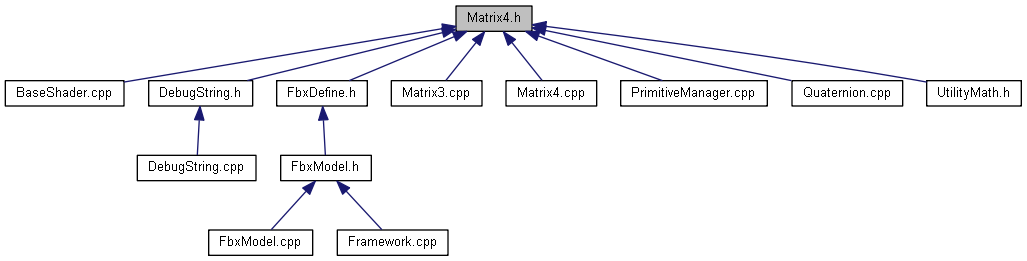 Matrix4.h
BaseShader.cpp
DebugString.h
FbxDefine.h
Matrix3.cpp
Matrix4.cpp
PrimitiveManager.cpp
Quaternion.cpp
UtilityMath.h
DebugString.cpp
FbxModel.h
FbxModel.cpp
Framework.cpp